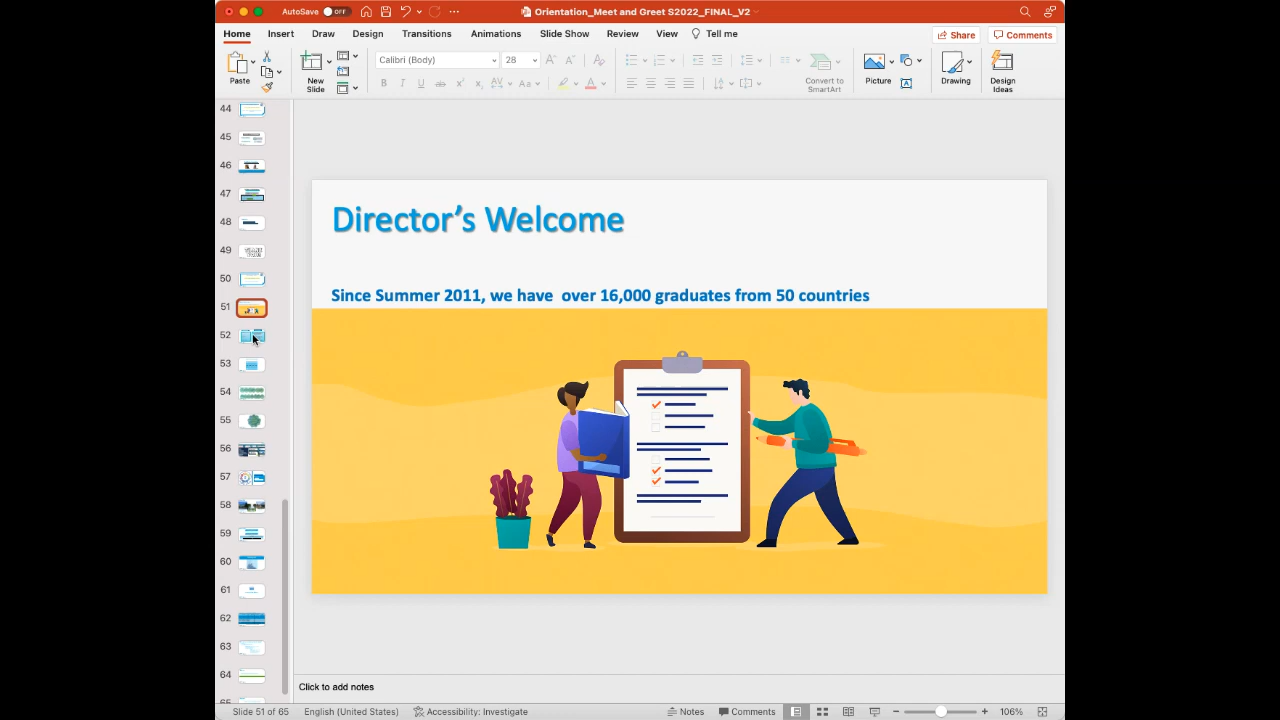 AutoSave OFF
Orientation_Meet and Greet S2022_FINAL_V2
Home Insert Draw Design Transitions Animations Slide Show Review View Tell me Share Comments
Paste
New Slide
Calibri (Body) 28
Convert to SmartArt
Picture
Drawing
Design Ideas
44
45
46
47
48
49
50
51
52
53
54
55
56
57
58
59
60
61
62
63
64
65
Director's Welcome
Since Summer 2011, we have over 16,000 graduates from 50 countries
Click to add notes
Slide 51 of 65 English (United States) Accessibility: Investigate Notes Comments 106%